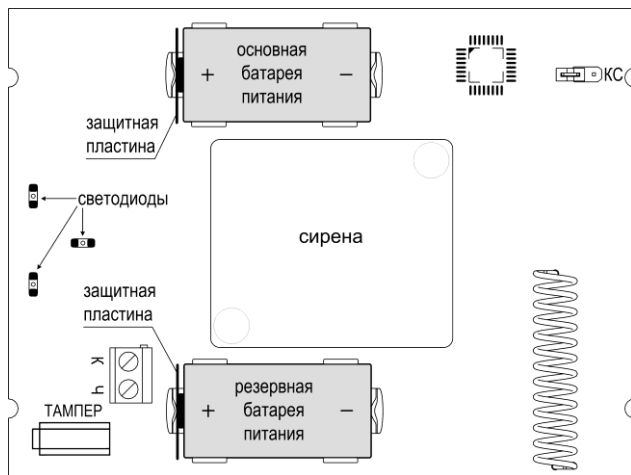 основная
+ батарея −
питания
КС
защитная
пластина
светодиоды
сирена
защитная
пластина
К
Ч
ТАМПЕР
резервная
+ батарея −
питания